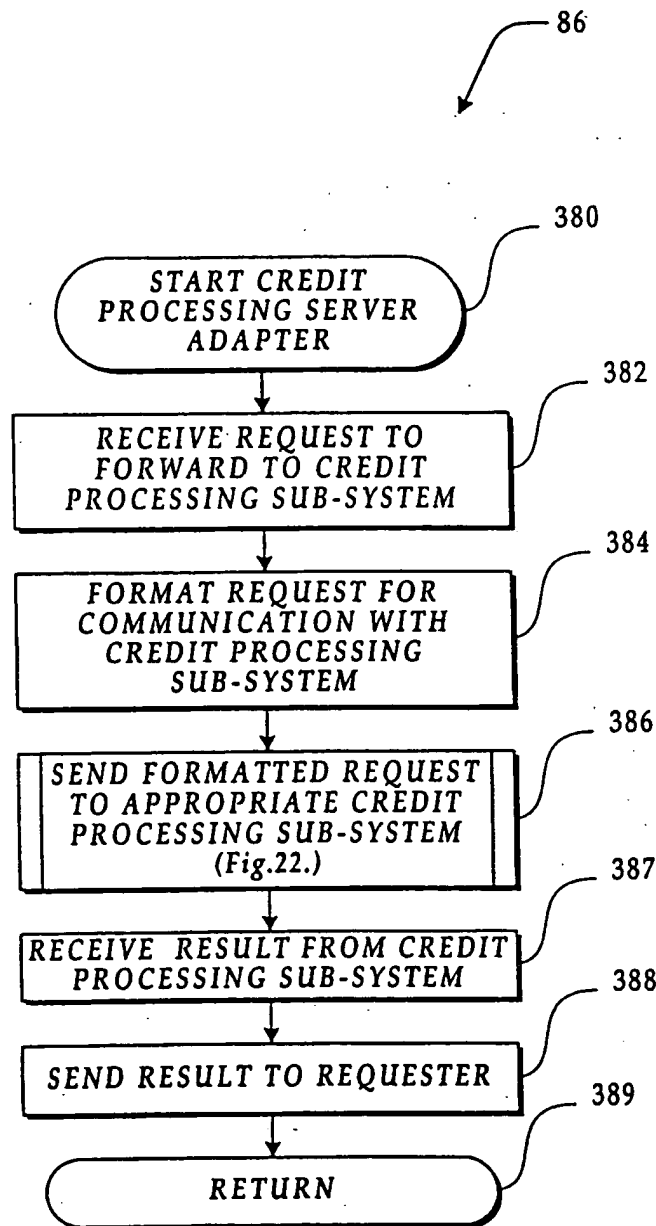 86
380
START CREDIT
PROCESSING SERVER
ADAPTER
382
RECEIVE REQUEST TO
FORWARD TO CREDIT
PROCESSING SUB-SYSTEM
384
FORMAT REQUEST FOR
COMMUNICATION WITH
CREDIT PROCESSING
SUB-SYSTEM
386
SEND FORMATTED REQUEST
TO APPROPRIATE CREDIT
PROCESSING SUB-SYSTEM
(Fig.22.)
387
RECEIVE RESULT FROM CREDIT
PROCESSING SUB-SYSTEM
388
SEND RESULT TO REQUESTER
389
RETURN